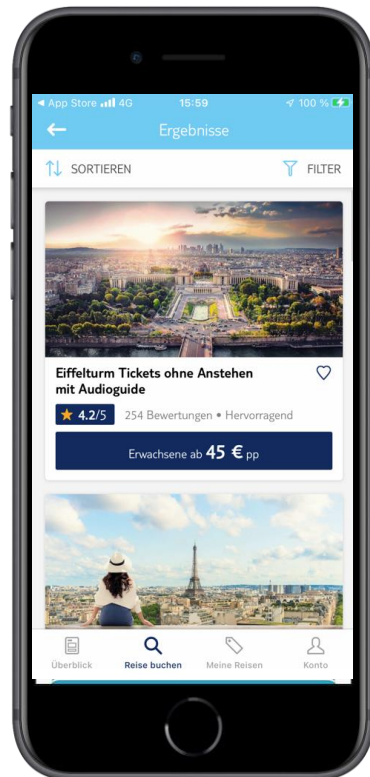 App Store 4G 15:59 100 %
Ergebnisse
SORTIEREN FILTER
Eiffelturm Tickets ohne Anstehen
mit Audioguide
4.2/5 254 Bewertungen • Hervorragend
Erwachsene ab 45 € pp
Überblick Reise buchen Meine Reisen Konto